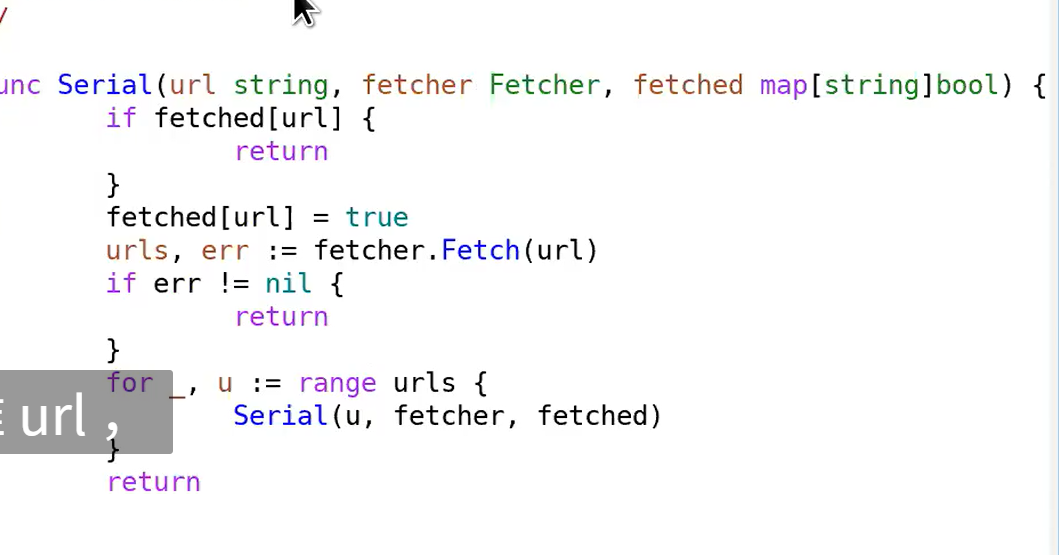 /
unc Serial(url string, fetcher Fetcher, fetched map[string]bool) {
if fetched[url] {
return
}
fetched[url] = true
urls, err := fetcher.Fetch(url)
if err != nil {
return
}
for _, u := range urls {
Serial(u, fetcher, fetched)
}
return
url，